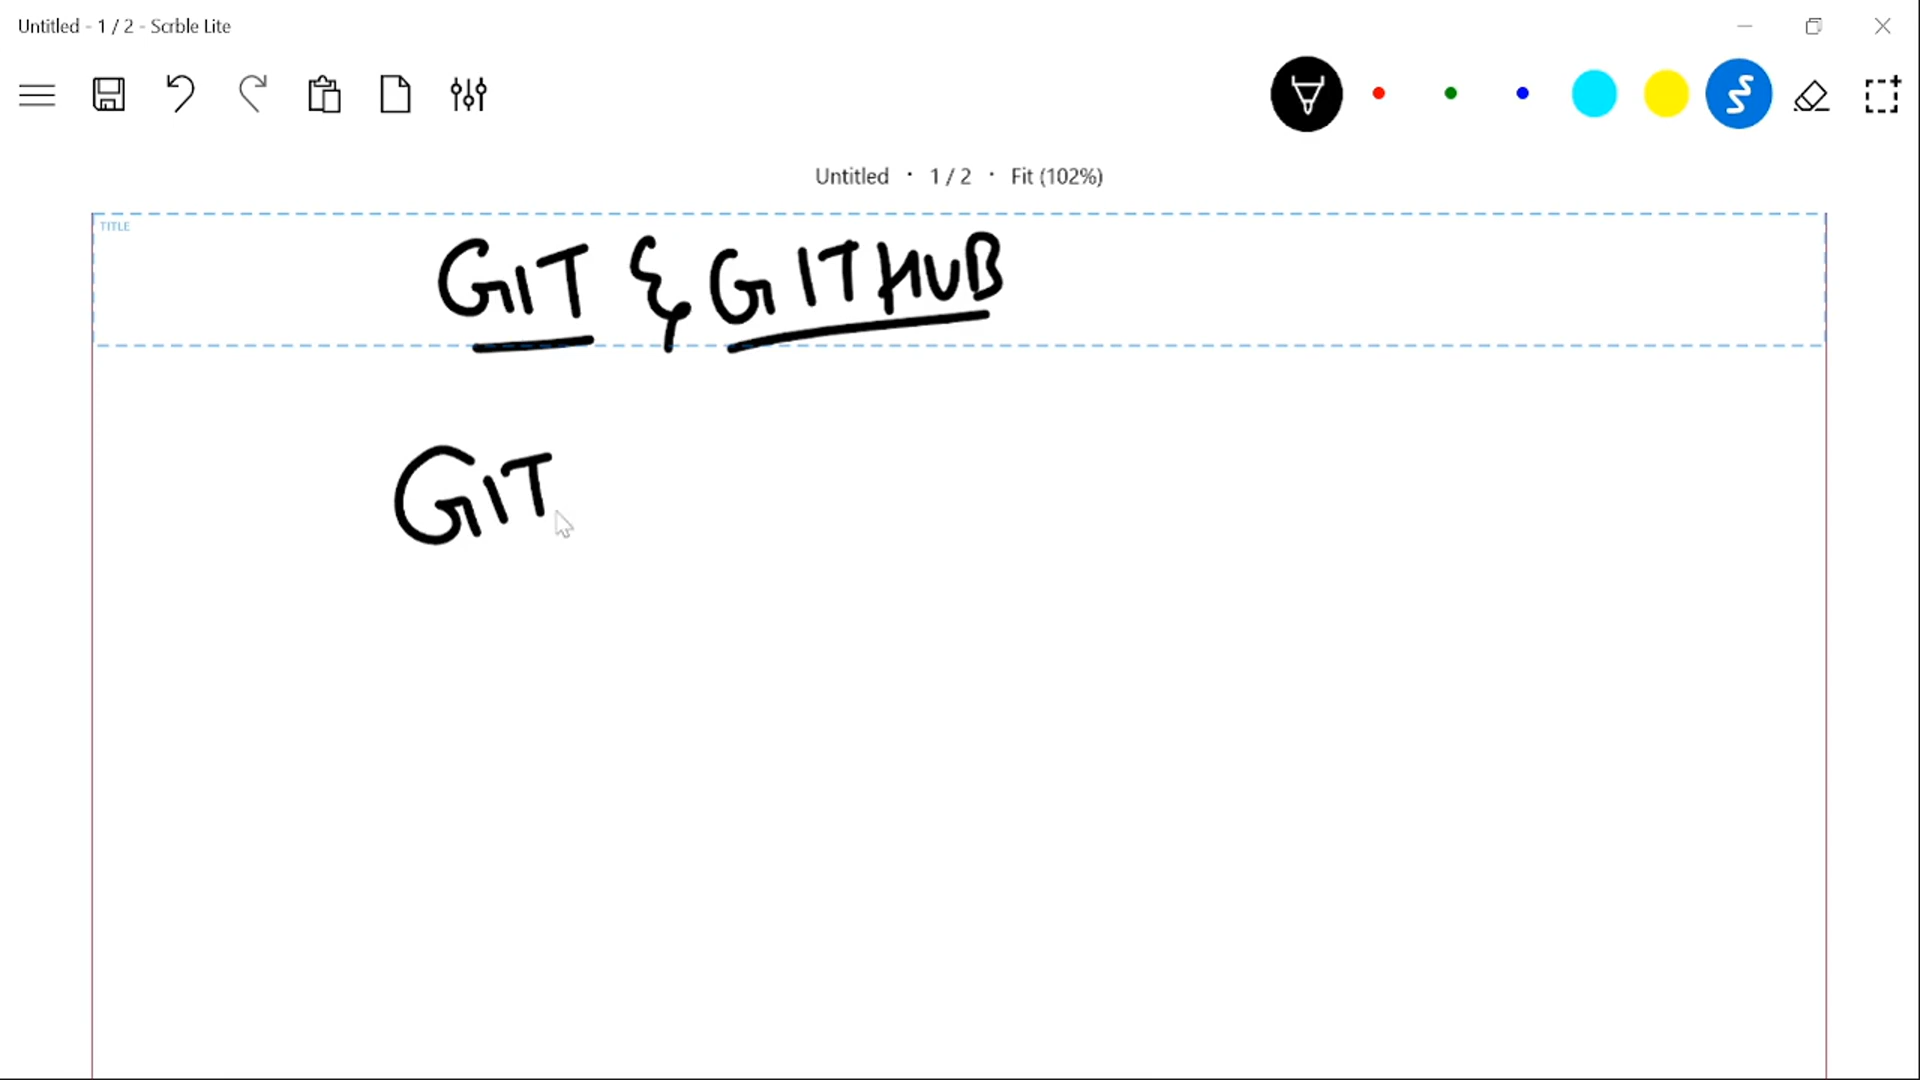 Untitled - 1 / 2 - Scrble Lite
Untitled · 1 / 2 · Fit (102%)
TITLE
GIT & GITHUB
GIT